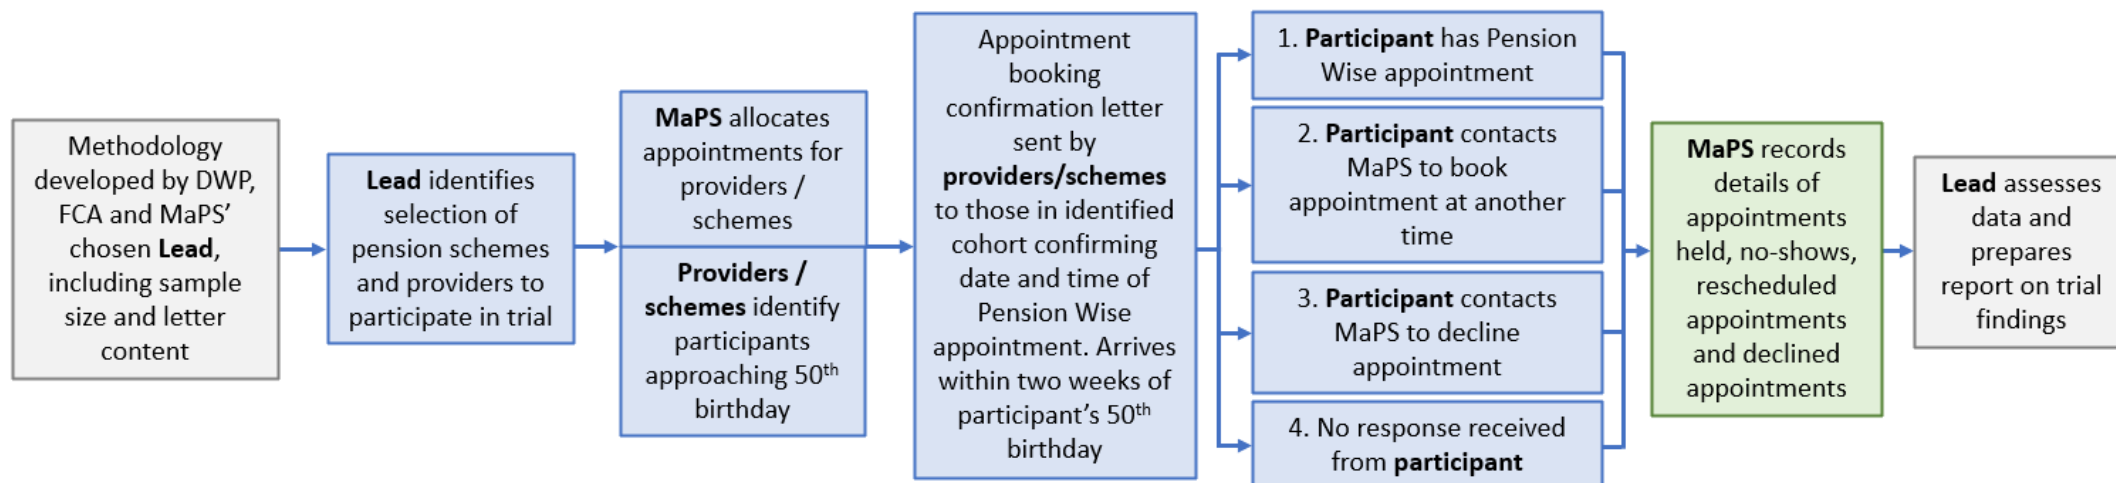 Methodology
developed by DWP,
FCA and MaPS’
chosen Lead,
including sample
size and letter
content
Lead identifies
selection of
pension schemes
and providers to
participate in trial
MaPS allocates
appointments for
providers /
schemes
Providers /
schemes identify
participants
approaching 50th
birthday
Appointment
booking
confirmation letter
sent by
providers/schemes
to those in identified
cohort confirming
date and time of
Pension Wise
appointment. Arrives
within two weeks of
participant’s 50th
birthday
1. Participant has Pension
Wise appointment
2. Participant contacts
MaPS to book
appointment at another
time
3. Participant contacts
MaPS to decline
appointment
4. No response received
from participant
MaPS records
details of
appointments
held, no-shows,
rescheduled
appointments
and declined
appointments
Lead assesses
data and
prepares
report on trial
findings